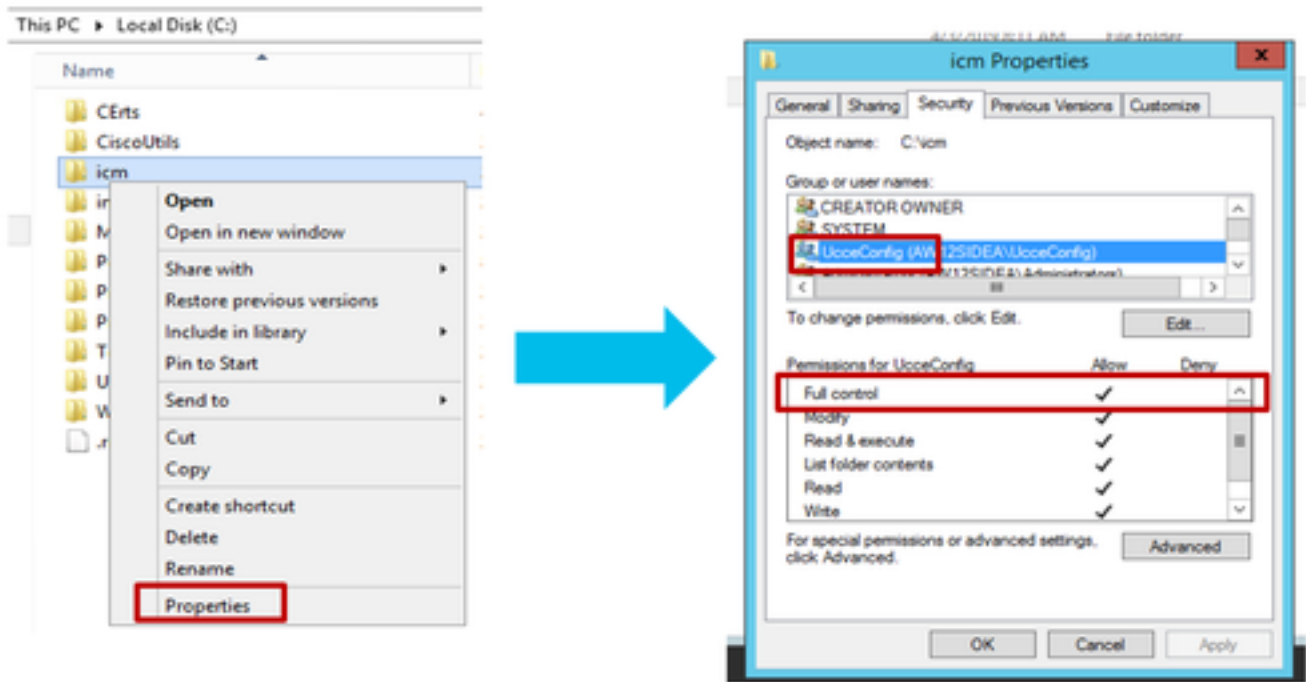 This PC ▸ Local Disk (C:)
Name
CErts
CiscoUtils
icm
Open
Open in new window
Share with
Restore previous versions
Include in library
Pin to Start
Send to
Cut
Copy
Create shortcut
Delete
Rename
Properties
File folder
icm Properties
General Sharing Security Previous Versions Customize
Object name: C:\icm
Group or user names:
CREATOR OWNER
SYSTEM
UcceConfig (AW12SIDEA\UcceConfig)
To change permissions, click Edit.
Edit...
Permissions for UcceConfig Allow Deny
Full control
Modify
Read & execute
List folder contents
Read
Write
For special permissions or advanced settings,
click Advanced.
Advanced
OK Cancel Apply